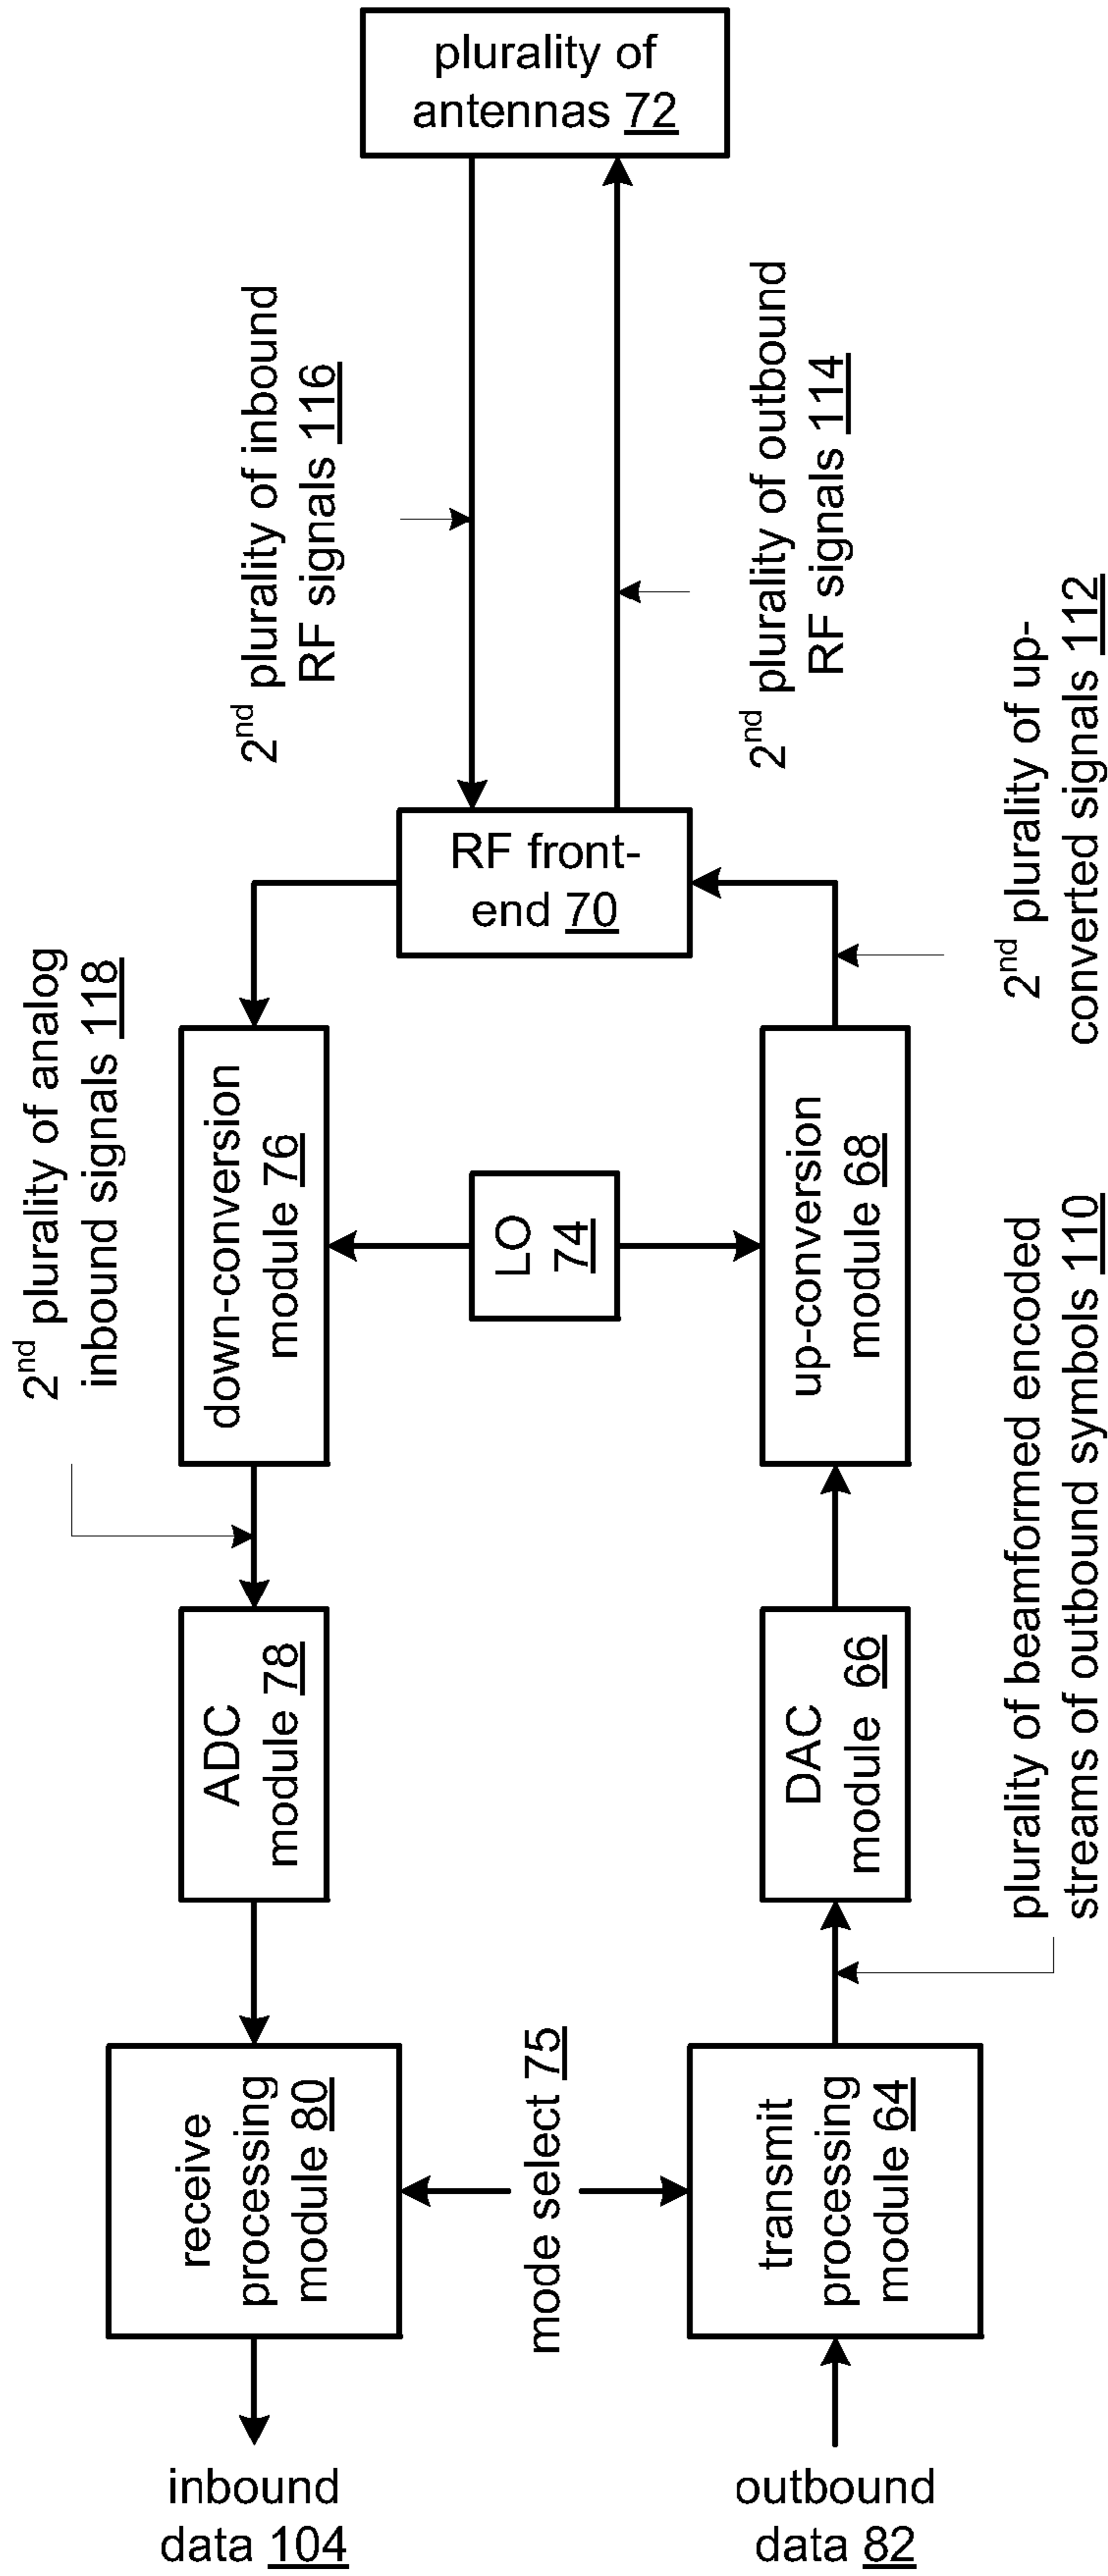 plurality of
antennas 72
2nd plurality of inbound
RF signals 116
2nd plurality of outbound
RF signals 114
RF front-
end 70
2nd plurality of analog
inbound signals 118
down-conversion
module 76
LO
74
up-conversion
module 68
2nd plurality of up-
converted signals 112
ADC
module 78
DAC
module 66
plurality of beamformed encoded
streams of outbound symbols 110
receive
processing
module 80
mode select 75
transmit
processing
module 64
inbound
data 104
outbound
data 82